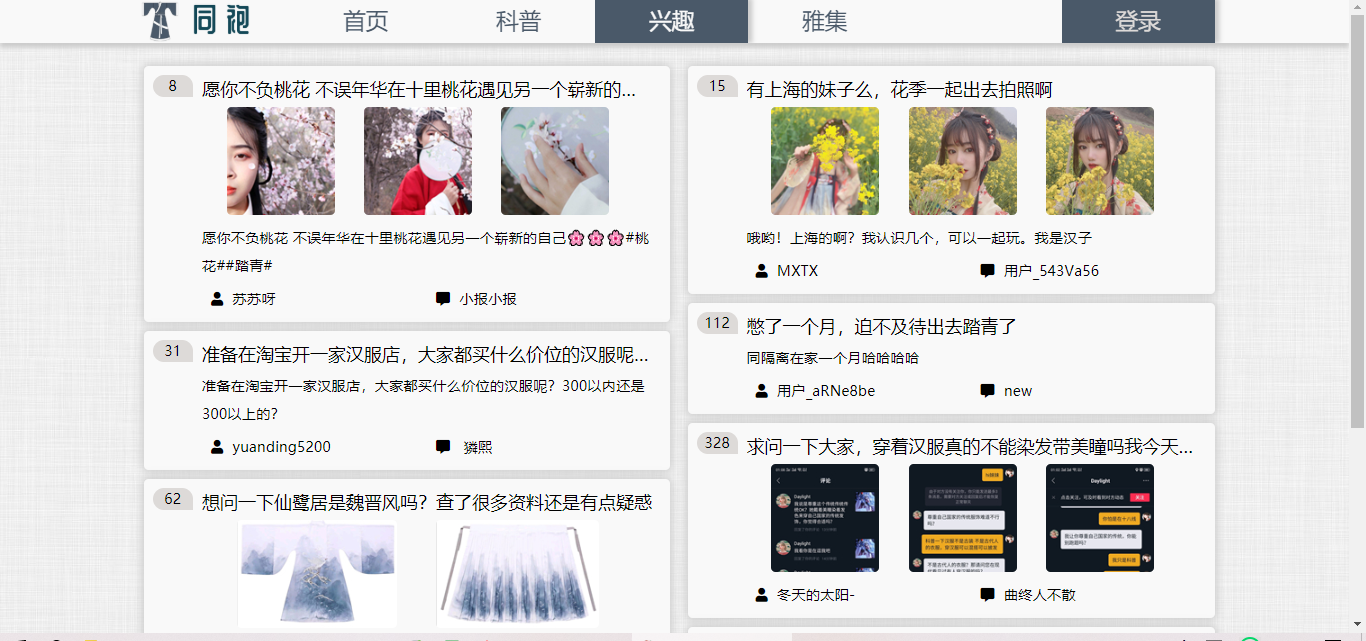 同袍
首页
科普
兴趣
雅集
登录
8
愿你不负桃花 不误年华在十里桃花遇见另一个崭新的...
愿你不负桃花 不误年华在十里桃花遇见另一个崭新的自己🌸🌸🌸#桃
花##踏青#
苏苏呀
小报小报
31
准备在淘宝开一家汉服店，大家都买什么价位的汉服呢...
准备在淘宝开一家汉服店，大家都买什么价位的汉服呢？300以内还是
300以上的？
yuanding5200
獜熙
62
想问一下仙鹭居是魏晋风吗？查了很多资料还是有点疑惑
15
有上海的妹子么，花季一起出去拍照啊
哦哟！上海的啊？我认识几个，可以一起玩。我是汉子
MXTX
用户_543Va56
112
憋了一个月，迫不及待出去踏青了
同隔离在家一个月哈哈哈哈
用户_aRNe8be
new
328
求问一下大家，穿着汉服真的不能染发带美瞳吗我今天...
评论
Daylight
Daylight
Daylight
冬天的太阳-
曲终人不散